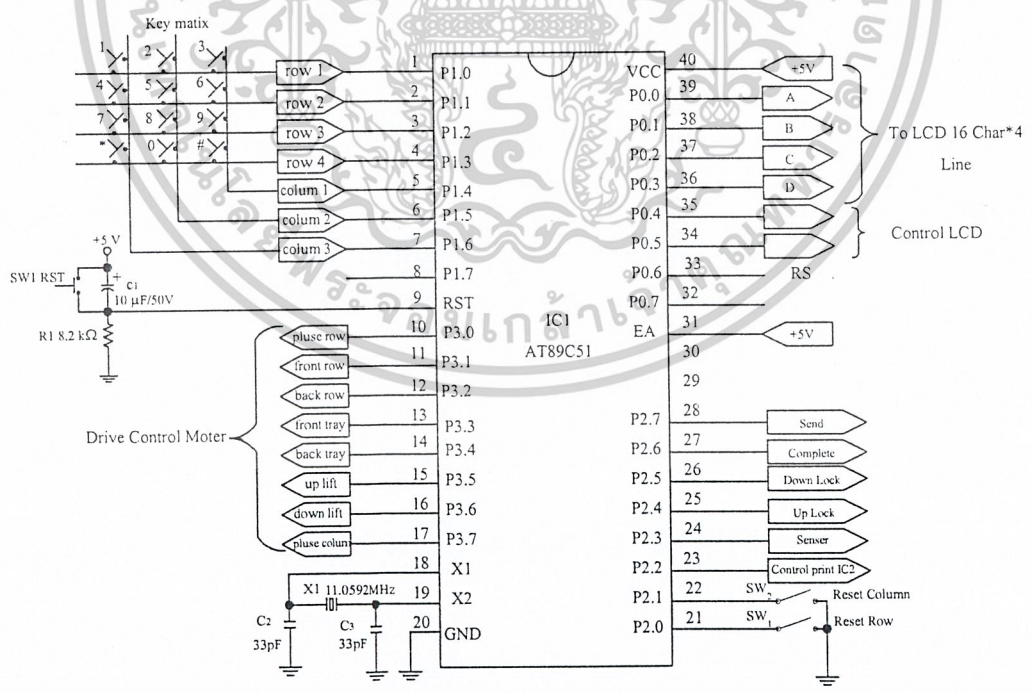 Key matix
1 2 3
4 5 6
7 8 9
* 0 #
row 1
row 2
row 3
row 4
colum 1
colum 2
colum 3
+5 V
SW1 RST
+
C1
10 µF/50V
R1 8.2 kΩ
Drive Control Moter
pluse row
front row
back row
front tray
back tray
up lift
down lift
pluse colum
X1 11.0592MHz
C2
33pF
C3
33pF
1 P1.0
2 P1.1
3 P1.2
4 P1.3
5 P1.4
6 P1.5
7 P1.6
8 P1.7
9 RST
10 P3.0
11 P3.1
12 P3.2
13 P3.3
14 P3.4
15 P3.5
16 P3.6
17 P3.7
18 X1
19 X2
20 GND
IC1
AT89C51
VCC 40 +5V
P0.0 39 A
P0.1 38 B
P0.2 37 C
P0.3 36 D
P0.4 35
P0.5 34
P0.6 33 RS
P0.7 32
EA 31 +5V
30
29
P2.7 28 Send
P2.6 27 Complete
P2.5 26 Down Lock
P2.4 25 Up Lock
P2.3 24 Senser
P2.2 23 Control print IC2
P2.1 22 SW2 Reset Column
P2.0 21 SW1 Reset Row
To LCD 16 Char*4
Line
Control LCD